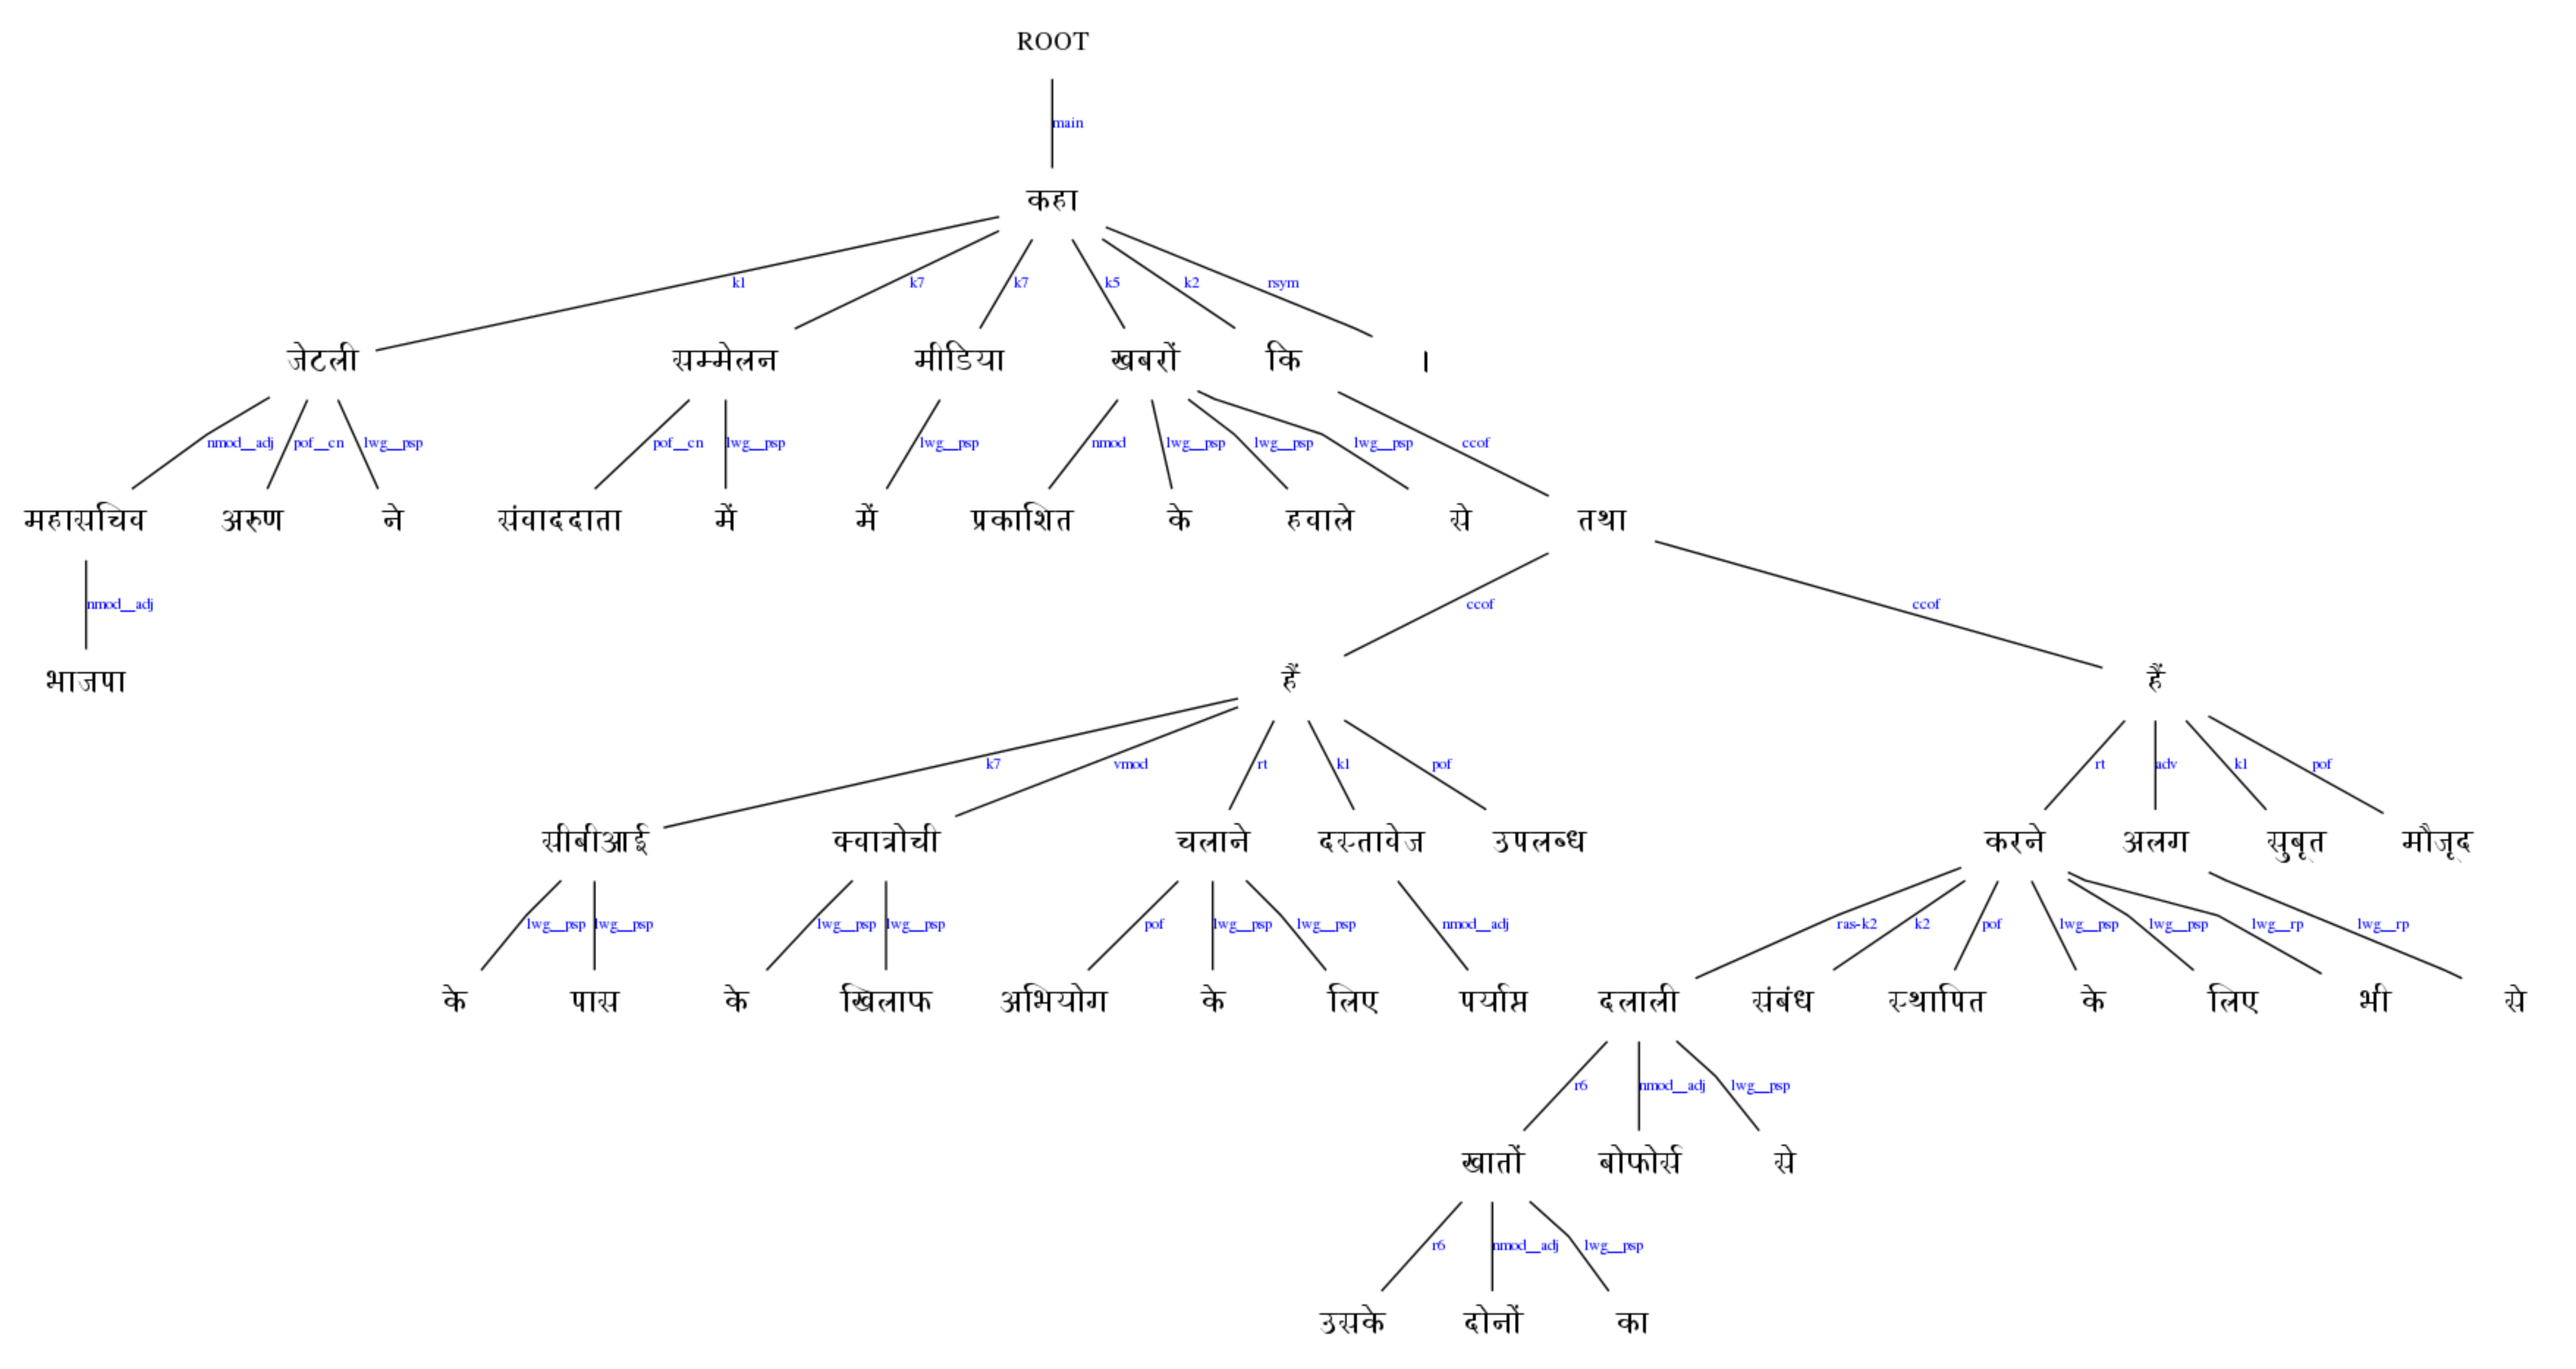 ROOT
main
कहा
k1 k7 k7 k5 k2 rsym
जेटली सम्मेलन मीडिया खबरों कि ।
nmod__adj pof__cn lwg__psp pof__cn lwg__psp lwg__psp nmod lwg__psp lwg__psp lwg__psp ccof
महासचिव अरुण ने संवाददाता में में प्रकाशित के हवाले से तथा
nmod__adj ccof ccof
भाजपा हैं हैं
k7 vmod rt k1 pof rt adv k1 pof
सीबीआई क्वात्रोची चलाने दस्तावेज उपलब्ध करने अलग सुबूत मौजूद
lwg__psp lwg__psp lwg__psp lwg__psp pof lwg__psp lwg__psp nmod__adj ras-k2 k2 pof lwg__psp lwg__psp lwg__rp lwg__rp
के पास के खिलाफ अभियोग के लिए पर्याप्त दलाली संबंध स्थापित के लिए भी से
r6 nmod__adj lwg__psp
खातों बोफोर्स से
r6 nmod__adj lwg__psp
उसके दोनों का